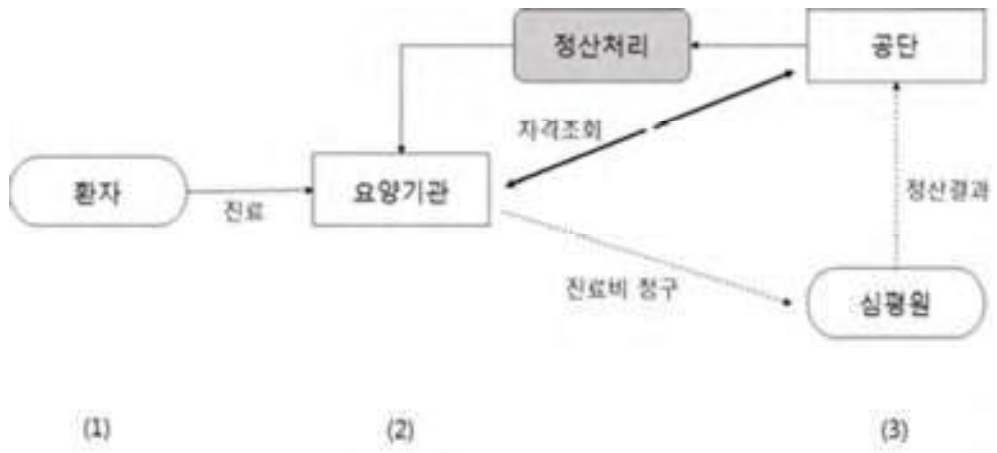 정산처리
공단
자격조회
환자
진료
요양기관
정산결과
진료비 청구
심평원
(1)
(2)
(3)